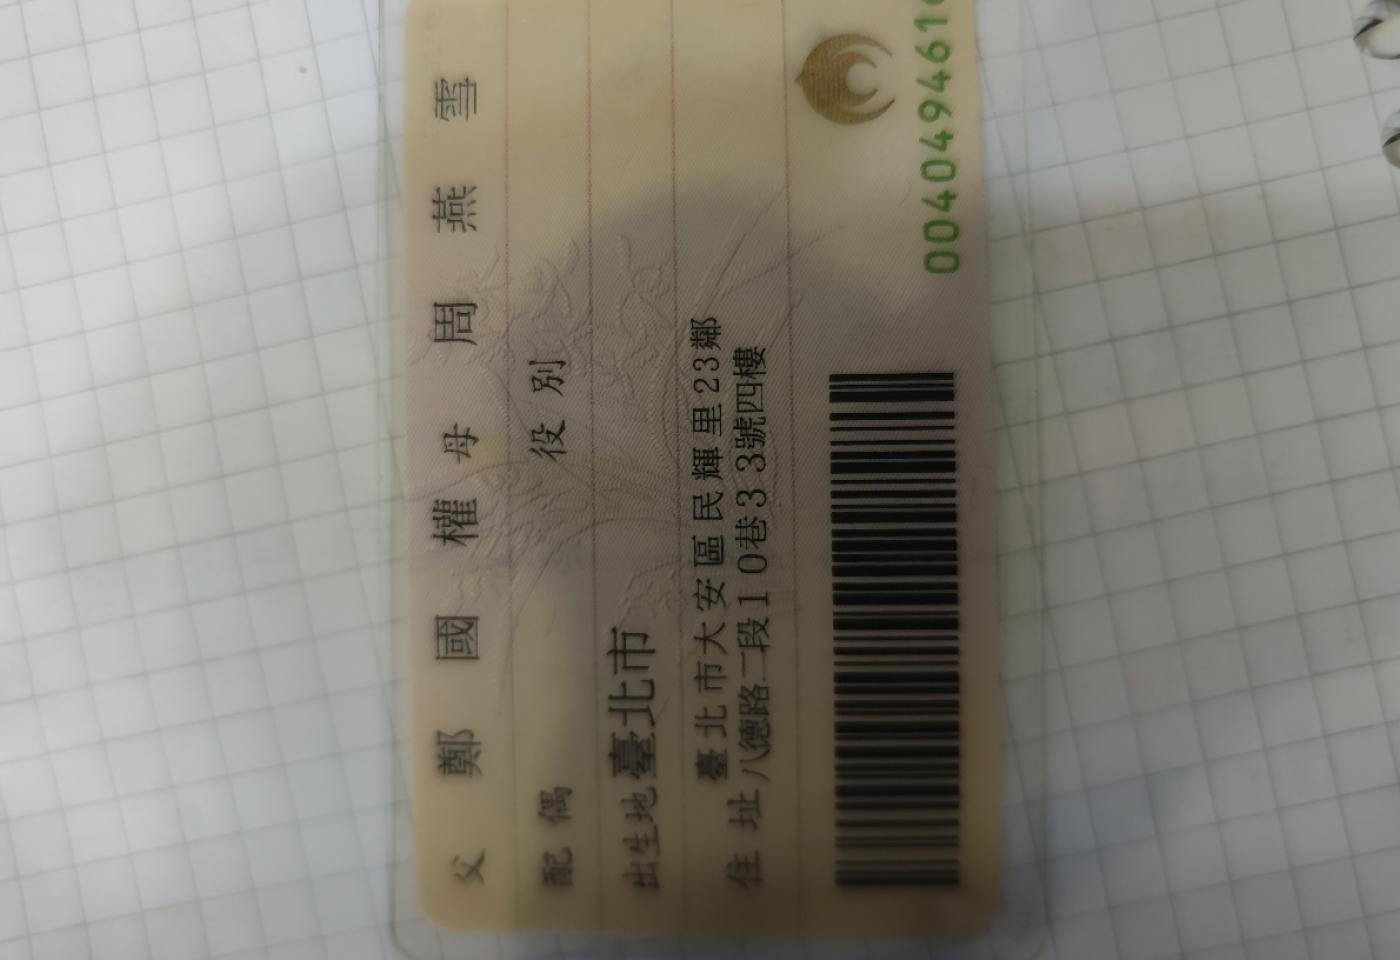 父 鄭國權 母 周燕雪
配偶 役別
出生地 臺北市
臺北市大安區民輝里23鄰
住址 八德路二段10巷33號四樓
004049461